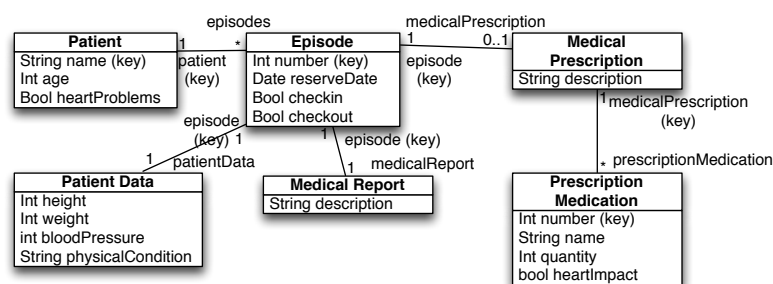 episodes
medicalPrescription
Patient
String name (key)
Int age
Bool heartProblems
1
*
patient
(key)
Episode
Int number (key)
Date reserveDate
Bool checkin
Bool checkout
1
0..1
episode
(key)
Medical
Prescription
String description
1
medicalPrescription
(key)
* prescriptionMedication
episode
(key)
1
1
patientData
1
episode (key)
1
medicalReport
Patient Data
Int height
Int weight
int bloodPressure
String physicalCondition
Medical Report
String description
Prescription
Medication
Int number (key)
String name
Int quantity
bool heartImpact